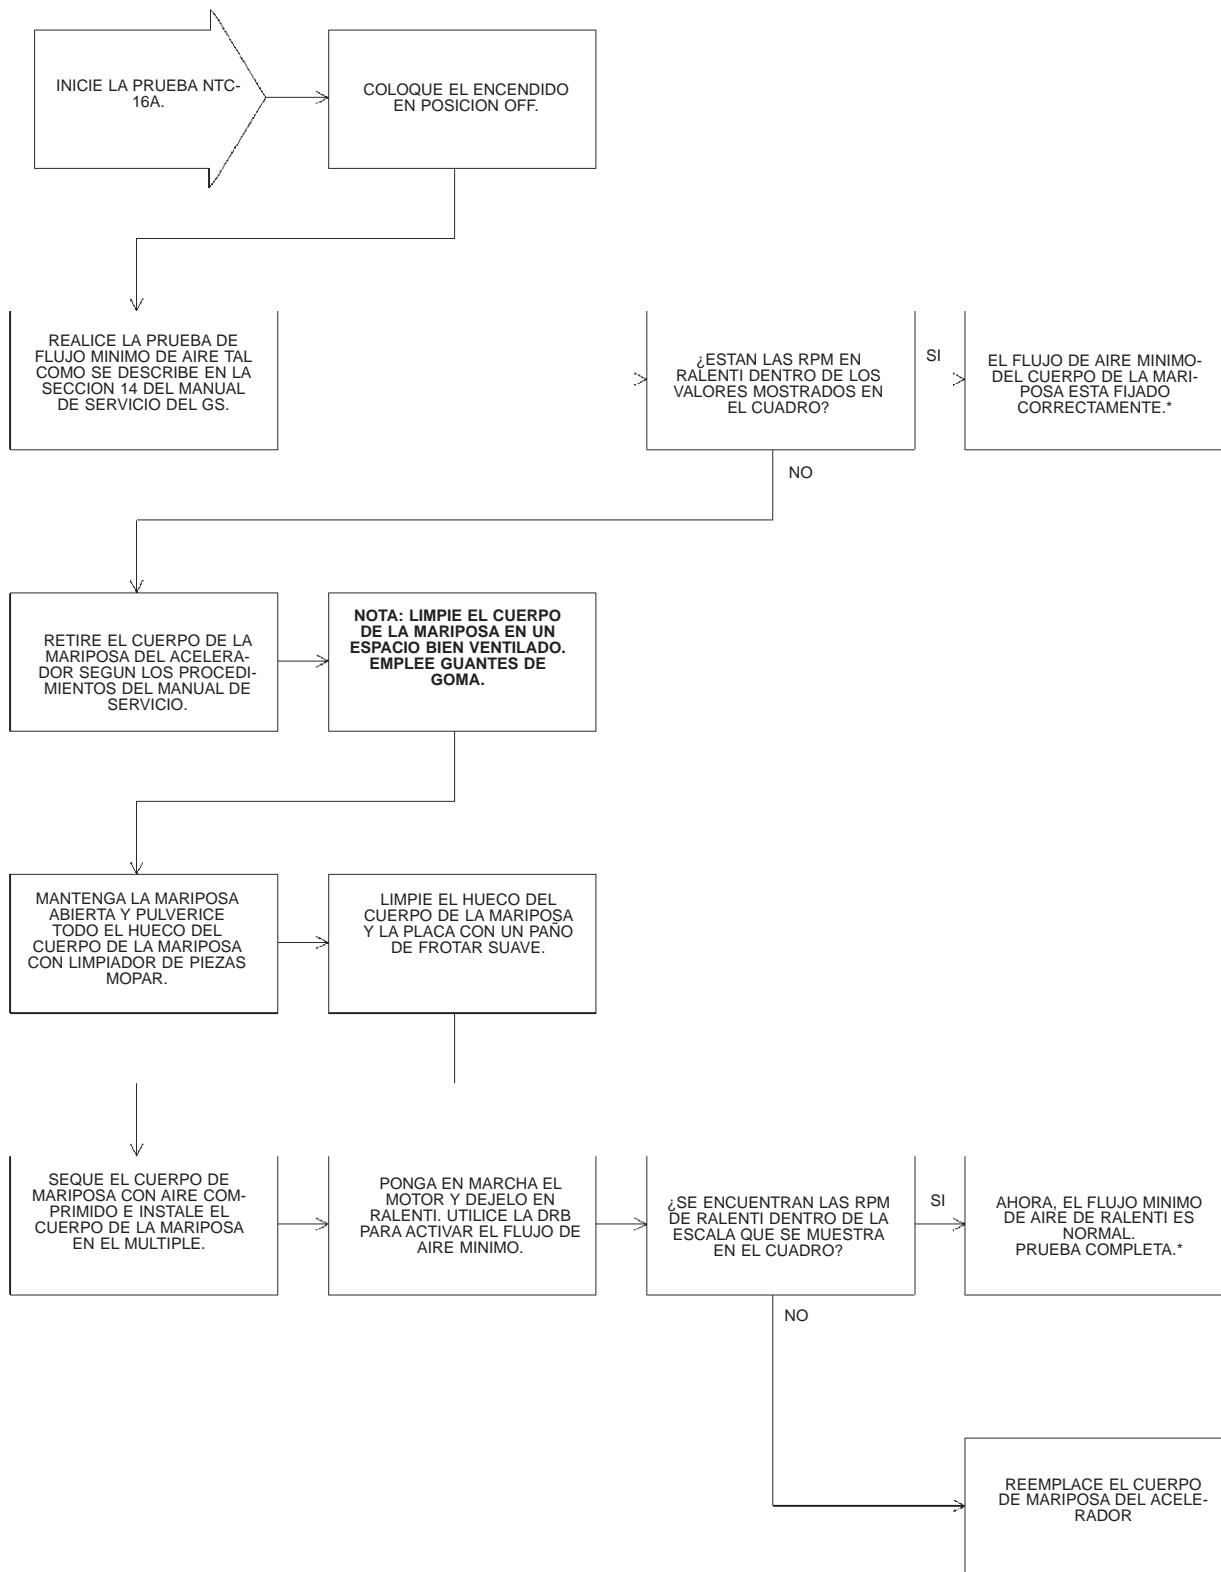 INICIE LA PRUEBA NTC-
16A.
COLOQUE EL ENCENDIDO
EN POSICION OFF.
REALICE LA PRUEBA DE
FLUJO MINIMO DE AIRE TAL
COMO SE DESCRIBE EN LA
SECCION 14 DEL MANUAL
DE SERVICIO DEL GS.
¿ESTAN LAS RPM EN
RALENTI DENTRO DE LOS
VALORES MOSTRADOS EN
EL CUADRO?
SI
EL FLUJO DE AIRE MINIMO-
DEL CUERPO DE LA MARI-
POSA ESTA FIJADO
CORRECTAMENTE.*
NO
RETIRE EL CUERPO DE LA
MARIPOSA DEL ACELERA-
DOR SEGUN LOS PROCEDI-
MIENTOS DEL MANUAL DE
SERVICIO.
NOTA: LIMPIE EL CUERPO
DE LA MARIPOSA EN UN
ESPACIO BIEN VENTILADO.
EMPLEE GUANTES DE
GOMA.
MANTENGA LA MARIPOSA
ABIERTA Y PULVERICE
TODO EL HUECO DEL
CUERPO DE LA MARIPOSA
CON LIMPIADOR DE PIEZAS
MOPAR.
LIMPIE EL HUECO DEL
CUERPO DE LA MARIPOSA
Y LA PLACA CON UN PAÑO
DE FROTAR SUAVE.
SEQUE EL CUERPO DE
MARIPOSA CON AIRE COM-
PRIMIDO E INSTALE EL
CUERPO DE LA MARIPOSA
EN EL MULTIPLE.
PONGA EN MARCHA EL
MOTOR Y DEJELO EN
RALENTI. UTILICE LA DRB
PARA ACTIVAR EL FLUJO DE
AIRE MINIMO.
¿SE ENCUENTRAN LAS RPM
DE RALENTI DENTRO DE LA
ESCALA QUE SE MUESTRA
EN EL CUADRO?
SI
AHORA, EL FLUJO MINIMO
DE AIRE DE RALENTI ES
NORMAL.
PRUEBA COMPLETA.*
NO
REEMPLACE EL CUERPO
DE MARIPOSA DEL ACELE-
RADOR